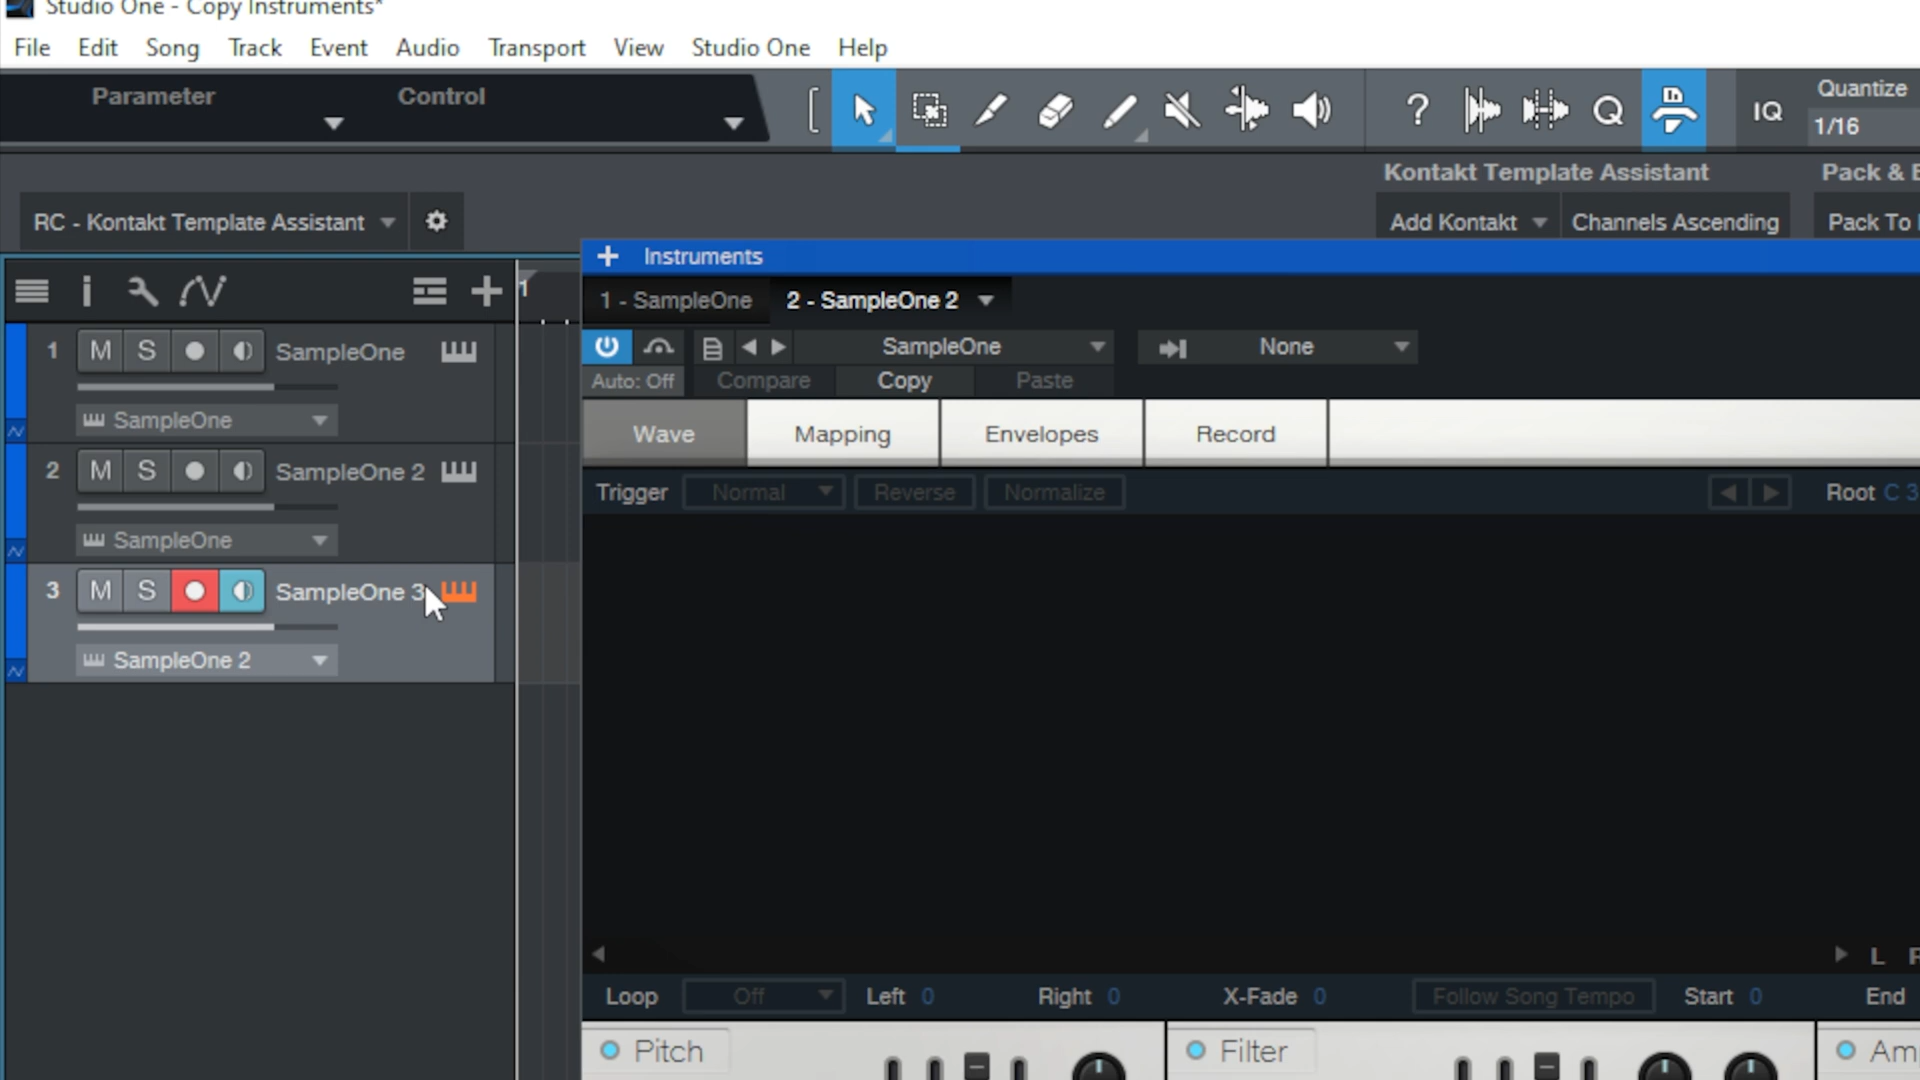 Studio One - Copy Instruments*
File Edit Song Track Event Audio Transport View Studio One Help
Parameter Control
? Q IQ
Quantize
1/16
Kontakt Template Assistant Pack &
RC - Kontakt Template Assistant
Add Kontakt Channels Ascending Pack To
Instruments
1
1 - SampleOne 2 - SampleOne 2
1 M S SampleOne
SampleOne
2 M S SampleOne 2
SampleOne
3 M S SampleOne 3
SampleOne 2
SampleOne None
Auto: Off Compare Copy Paste
Wave Mapping Envelopes Record
Trigger Normal Reverse Normalize Root C 3
L
Loop Off Left 0 Right 0 X-Fade 0 Follow Song Tempo Start 0 End
Pitch Filter